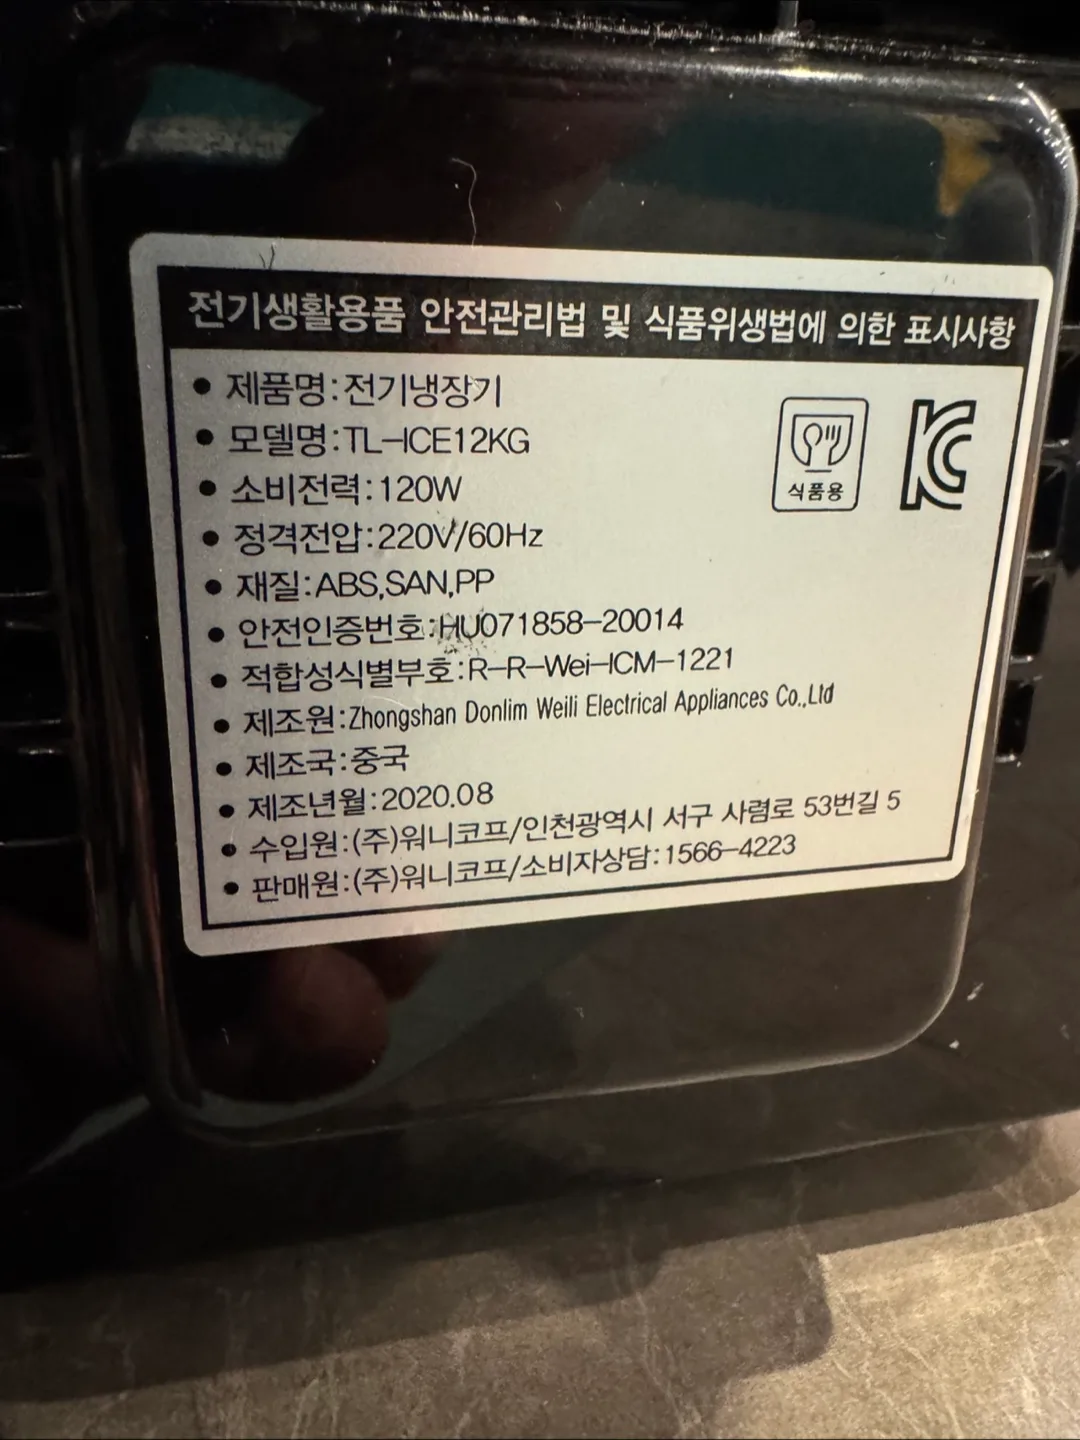 전기생활용품 안전관리법 및 식품위생법에 의한 표시사항
• 제품명:전기냉장기
• 모델명:TL-ICE12KG
• 소비전력:120W
• 정격전압:220V/60Hz
• 재질:ABS,SAN,PP
• 안전인증번호:HU071858-20014
• 적합성식별부호:R-R-Wei-ICM-1221
• 제조원:Zhongshan Donlim Weili Electrical Appliances Co.,Ltd
• 제조국:중국
• 제조년월:2020.08
• 수입원:(주)워니코프/인천광역시 서구 사렴로 53번길 5
• 판매원:(주)워니코프/소비자상담:1566-4223
식품용
KC